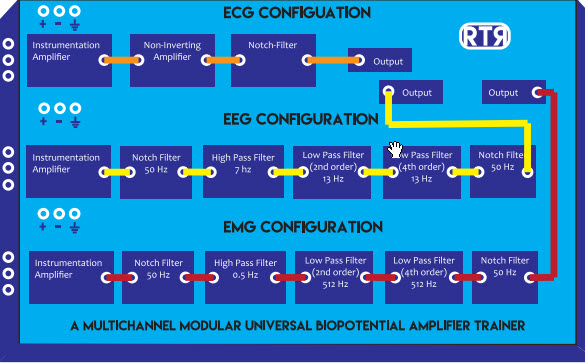 ECG CONFIGUATION
RTR
+ - 
Instrumentation
Amplifier
Non-Inverting
Amplifier
Notch-Filter
Output
Output
Output
EEG CONFIGURATION
+ -
Instrumentation
Amplifier
Notch Filter
50 Hz
High Pass Filter
7 hz
Low Pass Filter
(2nd order)
13 Hz
Low Pass Filter
(4th order)
13 Hz
Notch Filter
50 Hz
EMG CONFIGURATION
+ -
Instrumentation
Amplifier
Notch Filter
50 Hz
High Pass Filter
0.5 Hz
Low Pass Filter
(2nd order)
512 Hz
Low Pass Filter
(4th order)
512 Hz
Notch Filter
50 Hz
A MULTICHANNEL MODULAR UNIVERSAL BIOPOTENTIAL AMPLIFIER TRAINER